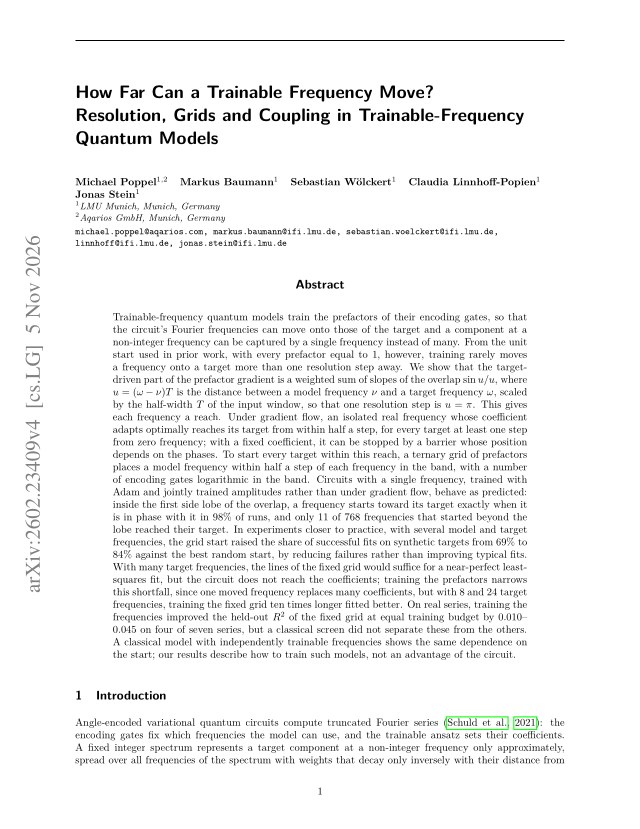 How Far Can a Trainable Frequency Move?
Resolution, Grids and Coupling in Trainable-Frequency
Quantum Models
Michael Poppel1,2 Markus Baumann1 Sebastian Wölckert1 Claudia Linnhoff-Popien1
Jonas Stein1
1LMU Munich, Munich, Germany
2Aqarios GmbH, Munich, Germany
michael.poppel@aqarios.com, markus.baumann@ifi.lmu.de, sebastian.woelckert@ifi.lmu.de,
linnhoff@ifi.lmu.de, jonas.stein@ifi.lmu.de
arXiv:2602.23409v4 [cs.LG] 5 Nov 2026
Abstract
Trainable-frequency quantum models train the prefactors of their encoding gates, so that
the circuit's Fourier frequencies can move onto those of the target and a component at a
non-integer frequency can be captured by a single frequency instead of many. From the unit
start used in prior work, with every prefactor equal to 1, however, training rarely moves
a frequency onto a target more than one resolution step away. We show that the target-
driven part of the prefactor gradient is a weighted sum of slopes of the overlap sin u/u, where
u = (ω − ν)T is the distance between a model frequency ν and a target frequency ω, scaled
by the half-width T of the input window, so that one resolution step is u = π. This gives
each frequency a reach. Under gradient flow, an isolated real frequency whose coefficient
adapts optimally reaches its target from within half a step, for every target at least one step
from zero frequency; with a fixed coefficient, it can be stopped by a barrier whose position
depends on the phases. To start every target within this reach, a ternary grid of prefactors
places a model frequency within half a step of each frequency in the band, with a number
of encoding gates logarithmic in the band. Circuits with a single frequency, trained with
Adam and jointly trained amplitudes rather than under gradient flow, behave as predicted:
inside the first side lobe of the overlap, a frequency starts toward its target exactly when it
is in phase with it in 98% of runs, and only 11 of 768 frequencies that started beyond the
lobe reached their target. In experiments closer to practice, with several model and target
frequencies, the grid start raised the share of successful fits on synthetic targets from 69% to
84% against the best random start, by reducing failures rather than improving typical fits.
With many target frequencies, the lines of the fixed grid would suffice for a near-perfect least-
squares fit, but the circuit does not reach the coefficients; training the prefactors narrows
this shortfall, since one moved frequency replaces many coefficients, but with 8 and 24 target
frequencies, training the fixed grid ten times longer fitted better. On real series, training the
frequencies improved the held-out R2 of the fixed grid at equal training budget by 0.010–
0.045 on four of seven series, but a classical screen did not separate these from the others.
A classical model with independently trainable frequencies shows the same dependence on
the start; our results describe how to train such models, not an advantage of the circuit.
1 Introduction
Angle-encoded variational quantum circuits compute truncated Fourier series (Schuld et al., 2021): the
encoding gates fix which frequencies the model can use, and the trainable ansatz sets their coefficients.
A fixed integer spectrum represents a target component at a non-integer frequency only approximately,
spread over all frequencies of the spectrum with weights that decay only inversely with their distance from
1